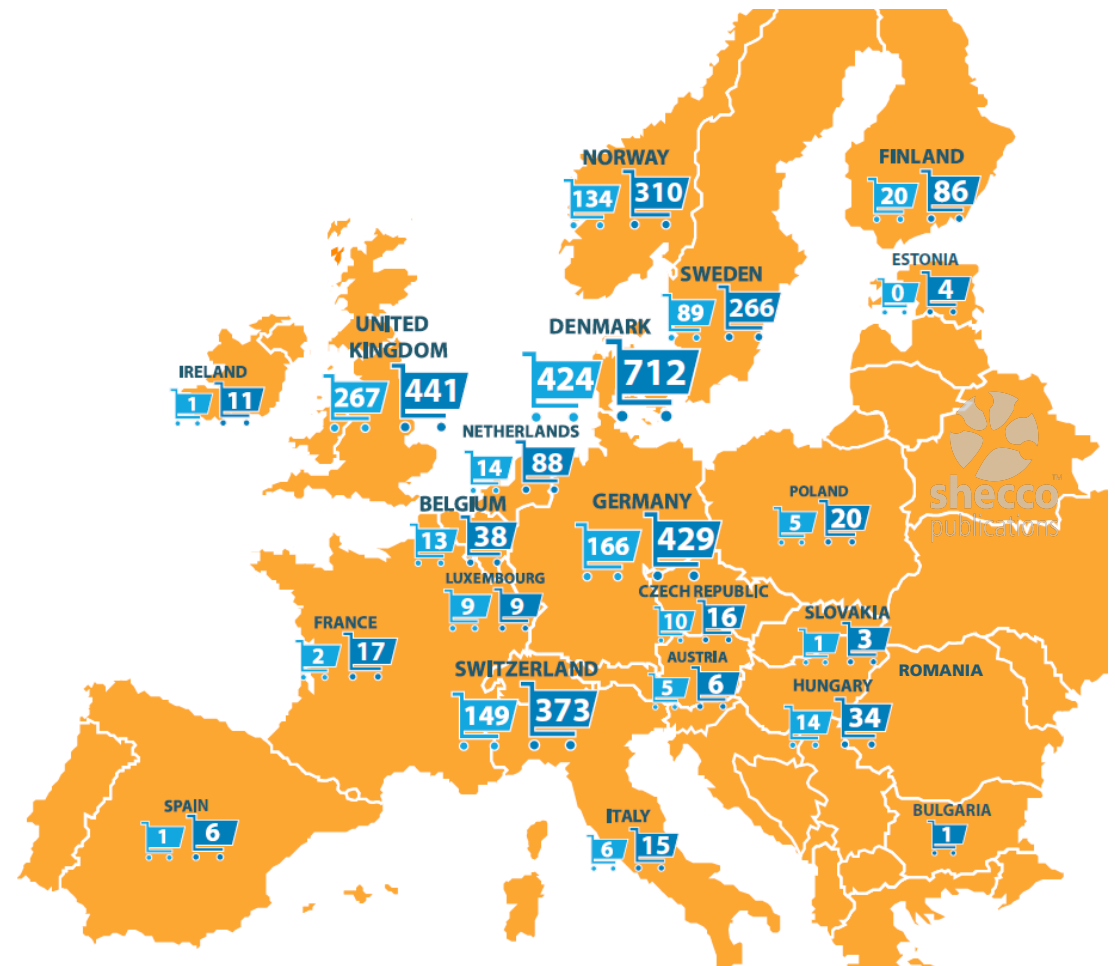 NORWAY
134 310
FINLAND
20 86
ESTONIA
0 4
SWEDEN
89 266
UNITED
KINGDOM
267 441
DENMARK
424 712
IRELAND
1 11
NETHERLANDS
14 88
BELGIUM
13 38
GERMANY
166 429
POLAND
5 20
shecco™
publications
LUXEMBOURG
9 9
CZECH REPUBLIC
10 16
SLOVAKIA
1 3
FRANCE
2 17
SWITZERLAND
149 373
AUSTRIA
5 6
ROMANIA
HUNGARY
14 34
SPAIN
1 6
ITALY
6 15
BULGARIA
1